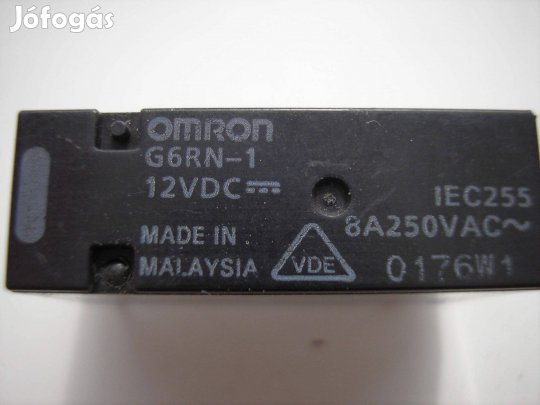 Jófogás
OMRON
G6RN-1
12VDC⎓
IEC255
8A250VAC~
MADE IN
MALAYSIA
VDE
0176W1